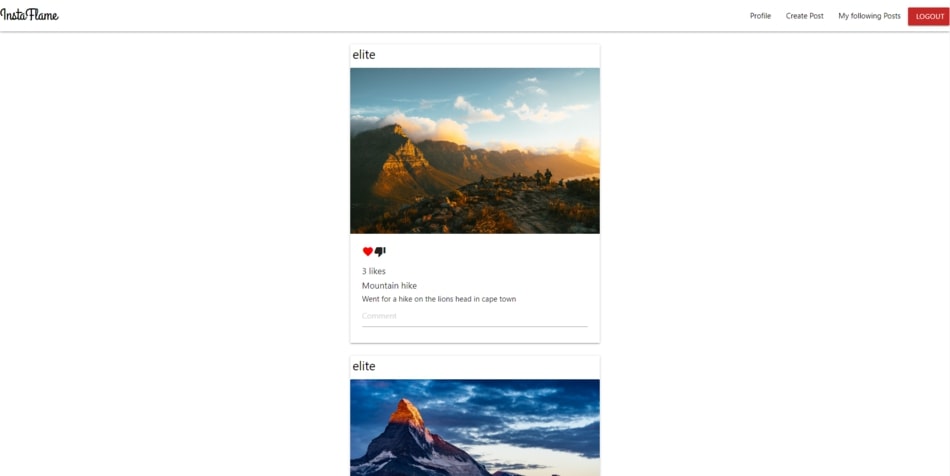 InstaFlame
Profile Create Post My following Posts LOGOUT
elite
3 likes
Mountain hike
Went for a hike on the lions head in cape town
Comment
elite